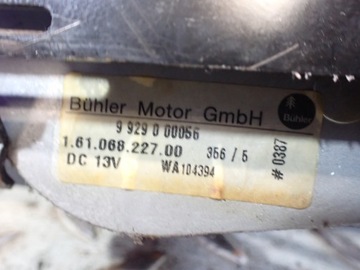 Bühler Motor GmbH
Bühler
9 929 0 00056
1.61.068.227.00 356 / 5
DC 13V WA104394
# 0387